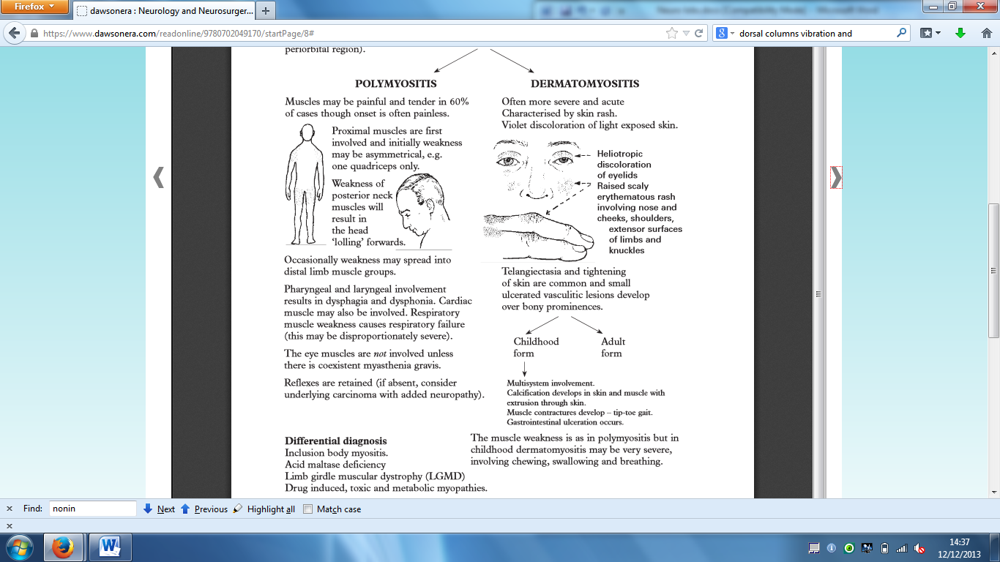 Firefox
dawsonera : Neurology and Neurosurger...
https://www.dawsonera.com/readonline/9780702049170/startPage/8#
dorsal columns vibration and
periorbital region).
POLYMYOSITIS
Muscles may be painful and tender in 60%
of cases though onset is often painless.
Proximal muscles are first
involved and initially weakness
may be asymmetrical, e.g.
one quadriceps only.
Weakness of
posterior neck
muscles will
result in
the head
‘lolling’ forwards.
Occasionally weakness may spread into
distal limb muscle groups.
Pharyngeal and laryngeal involvement
results in dysphagia and dysphonia. Cardiac
muscle may also be involved. Respiratory
muscle weakness causes respiratory failure
(this may be disproportionately severe).
The eye muscles are not involved unless
there is coexistent myasthenia gravis.
Reflexes are retained (if absent, consider
underlying carcinoma with added neuropathy).
DERMATOMYOSITIS
Often more severe and acute
Characterised by skin rash.
Violet discoloration of light exposed skin.
Heliotropic
discoloration
of eyelids
Raised scaly
erythematous rash
involving nose and
cheeks, shoulders,
extensor surfaces
of limbs and
knuckles
Telangiectasia and tightening
of skin are common and small
ulcerated vasculitic lesions develop
over bony prominences.
Childhood
form
Adult
form
Multisystem involvement.
Calcification develops in skin and muscle with
extrusion through skin.
Muscle contractures develop – tip-toe gait.
Gastrointestinal ulceration occurs.
The muscle weakness is as in polymyositis but in
childhood dermatomyositis may be very severe,
involving chewing, swallowing and breathing.
Differential diagnosis
Inclusion body myositis.
Acid maltase deficiency
Limb girdle muscular dystrophy (LGMD)
Drug induced, toxic and metabolic myopathies.
Find: nonin Next Previous Highlight all Match case
14:37
12/12/2013